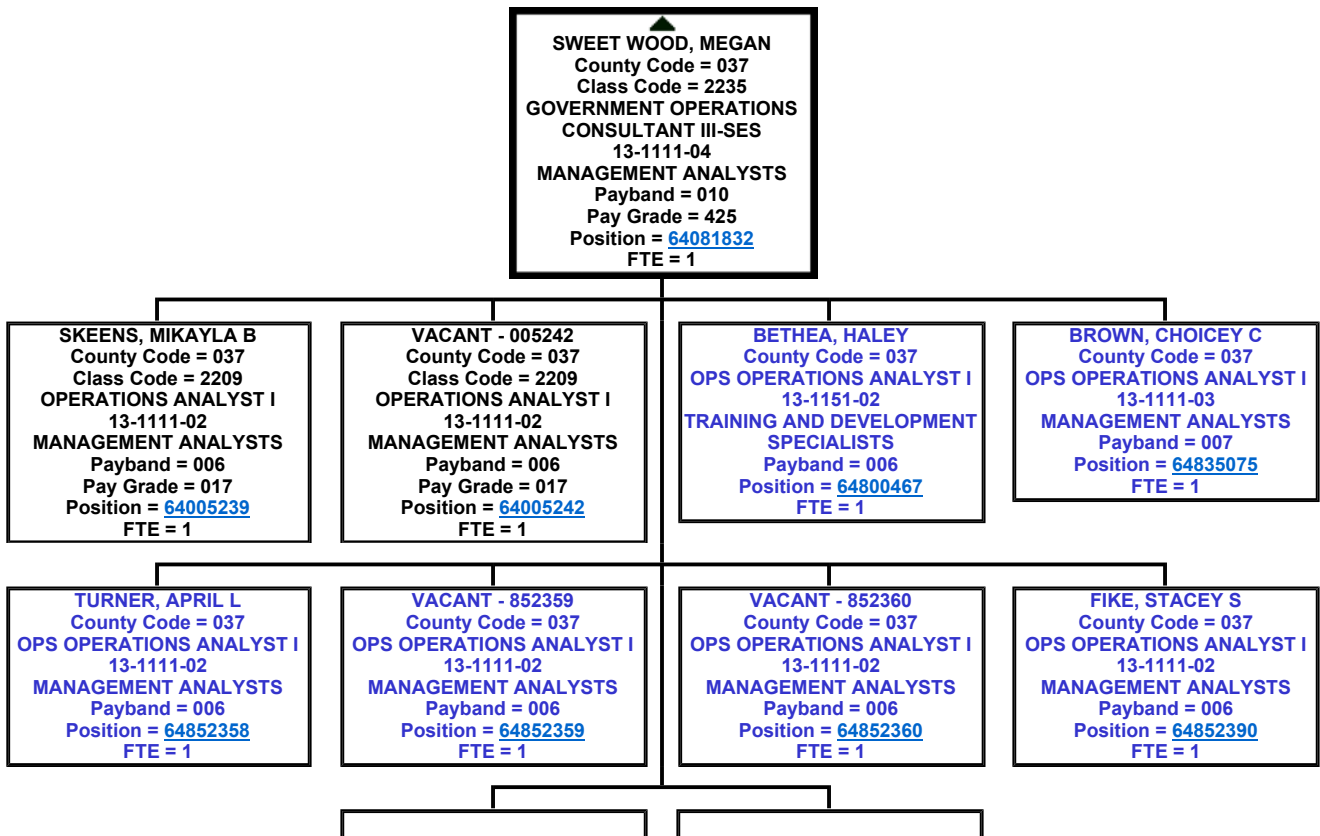 SWEET WOOD, MEGAN
County Code = 037
Class Code = 2235
GOVERNMENT OPERATIONS
CONSULTANT III-SES
13-1111-04
MANAGEMENT ANALYSTS
Payband = 010
Pay Grade = 425
Position = 64081832
FTE = 1
SKEENS, MIKAYLA B
County Code = 037
Class Code = 2209
OPERATIONS ANALYST I
13-1111-02
MANAGEMENT ANALYSTS
Payband = 006
Pay Grade = 017
Position = 64005239
FTE = 1
VACANT - 005242
County Code = 037
Class Code = 2209
OPERATIONS ANALYST I
13-1111-02
MANAGEMENT ANALYSTS
Payband = 006
Pay Grade = 017
Position = 64005242
FTE = 1
BETHEA, HALEY
County Code = 037
OPS OPERATIONS ANALYST I
13-1151-02
TRAINING AND DEVELOPMENT
SPECIALISTS
Payband = 006
Position = 64800467
FTE = 1
BROWN, CHOICEY C
County Code = 037
OPS OPERATIONS ANALYST I
13-1111-03
MANAGEMENT ANALYSTS
Payband = 007
Position = 64835075
FTE = 1
TURNER, APRIL L
County Code = 037
OPS OPERATIONS ANALYST I
13-1111-02
MANAGEMENT ANALYSTS
Payband = 006
Position = 64852358
FTE = 1
VACANT - 852359
County Code = 037
OPS OPERATIONS ANALYST I
13-1111-02
MANAGEMENT ANALYSTS
Payband = 006
Position = 64852359
FTE = 1
VACANT - 852360
County Code = 037
OPS OPERATIONS ANALYST I
13-1111-02
MANAGEMENT ANALYSTS
Payband = 006
Position = 64852360
FTE = 1
FIKE, STACEY S
County Code = 037
OPS OPERATIONS ANALYST I
13-1111-02
MANAGEMENT ANALYSTS
Payband = 006
Position = 64852390
FTE = 1